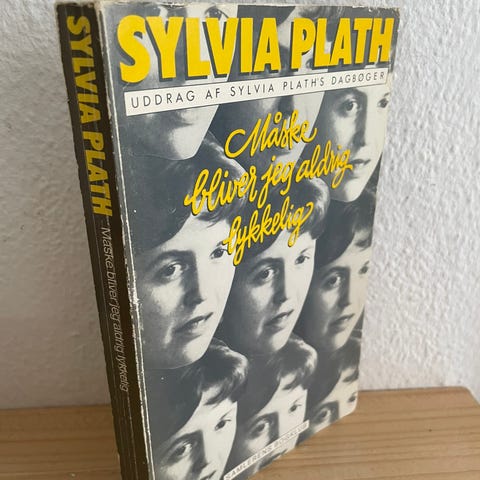 SYLVIA PLATH
UDDRAG AF SYLVIA PLATH'S DAGBØGER
Måske
bliver jeg aldrig
lykkelig
SAMLERENS BOGKLUB
SYLVIA PLATH
Måske bliver jeg aldrig lykkelig